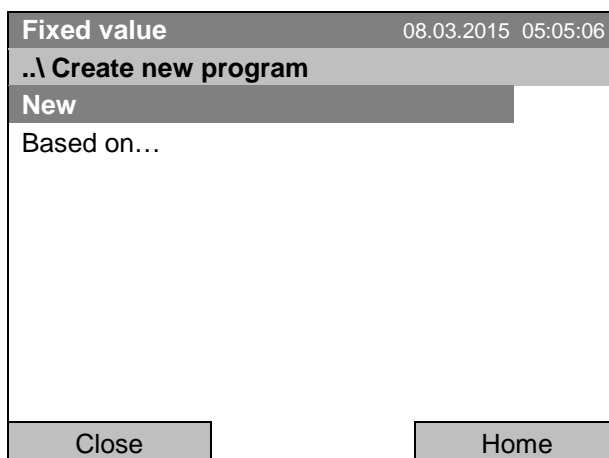 Fixed value 08.03.2015 05:05:06
..\ Create new program
New
Based on…
Close Home